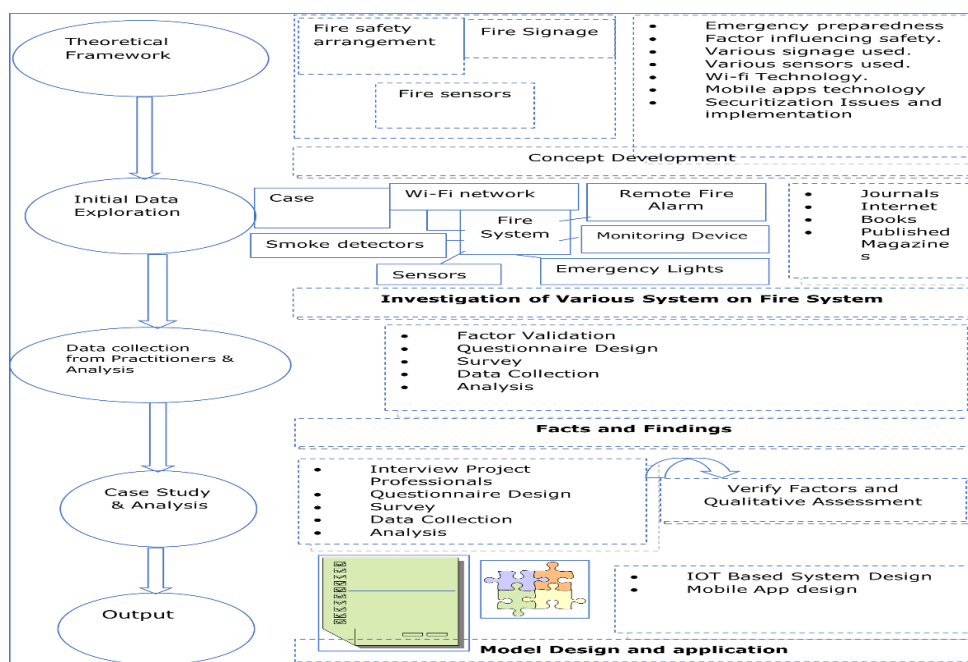 Theoretical
Framework
Fire safety
arrangement
Fire Signage
Fire sensors
• Emergency preparedness
• Factor influencing safety.
• Various signage used.
• Various sensors used.
• Wi-fi Technology.
• Mobile apps technology
• Securitization Issues and
implementation
Concept Development
Initial Data
Exploration
Case
Wi-Fi network
Fire
System
Remote Fire
Alarm
Smoke detectors
Monitoring Device
Sensors
Emergency Lights
• Journals
• Internet
• Books
• Published
Magazine
s
Investigation of Various System on Fire System
Data collection
from Practitioners &
Analysis
• Factor Validation
• Questionnaire Design
• Survey
• Data Collection
• Analysis
Facts and Findings
Case Study
& Analysis
• Interview Project
Professionals
• Questionnaire Design
• Survey
• Data Collection
• Analysis
Verify Factors and
Qualitative Assessment
Output
• IOT Based System Design
• Mobile App design
Model Design and application